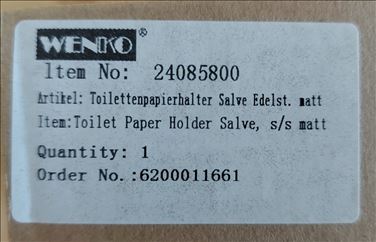 WENKO®
Item No: 24085800
Artikel: Toilettenpapierhalter Salve Edelst. matt
Item:Toilet Paper Holder Salve, s/s matt
Quantity: 1
Order No.:6200011661